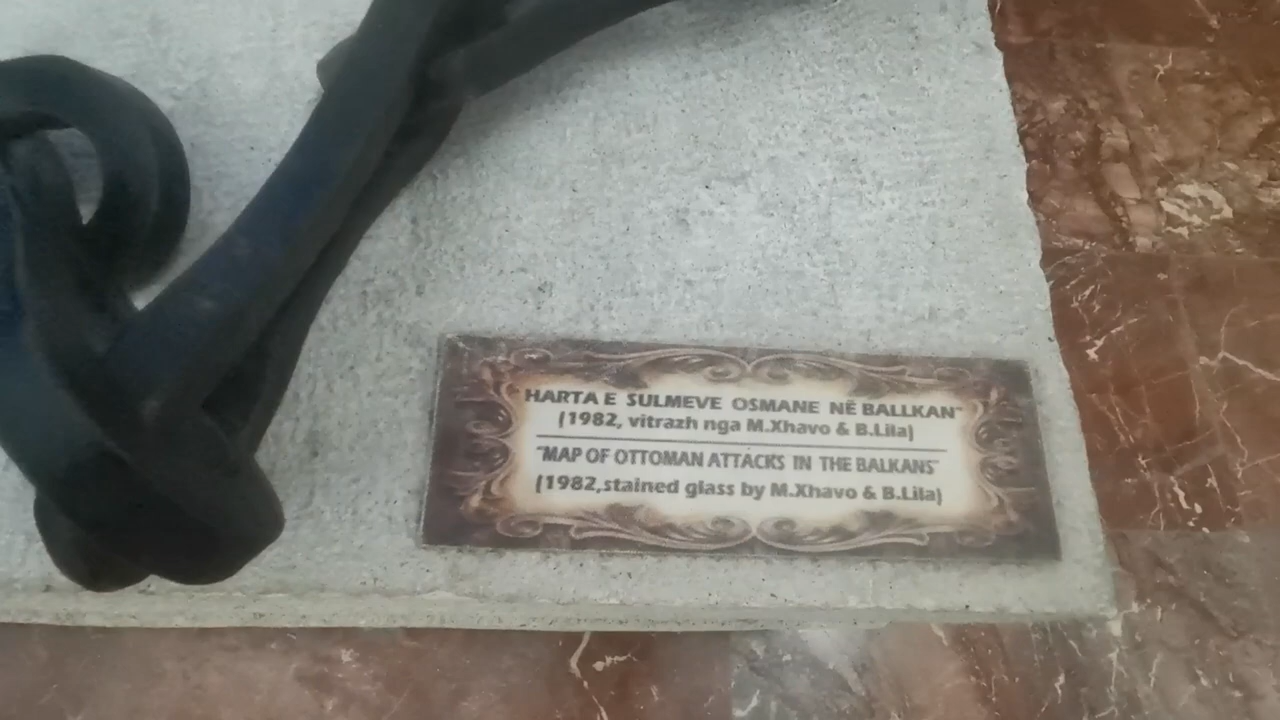 "HARTA E SULMEVE OSMANE NË BALLKAN"
(1982, vitrazh nga M.Xhavo & B.Lila)
"MAP OF OTTOMAN ATTACKS IN THE BALKANS"
(1982,stained glass by M.Xhavo & B.Lila)